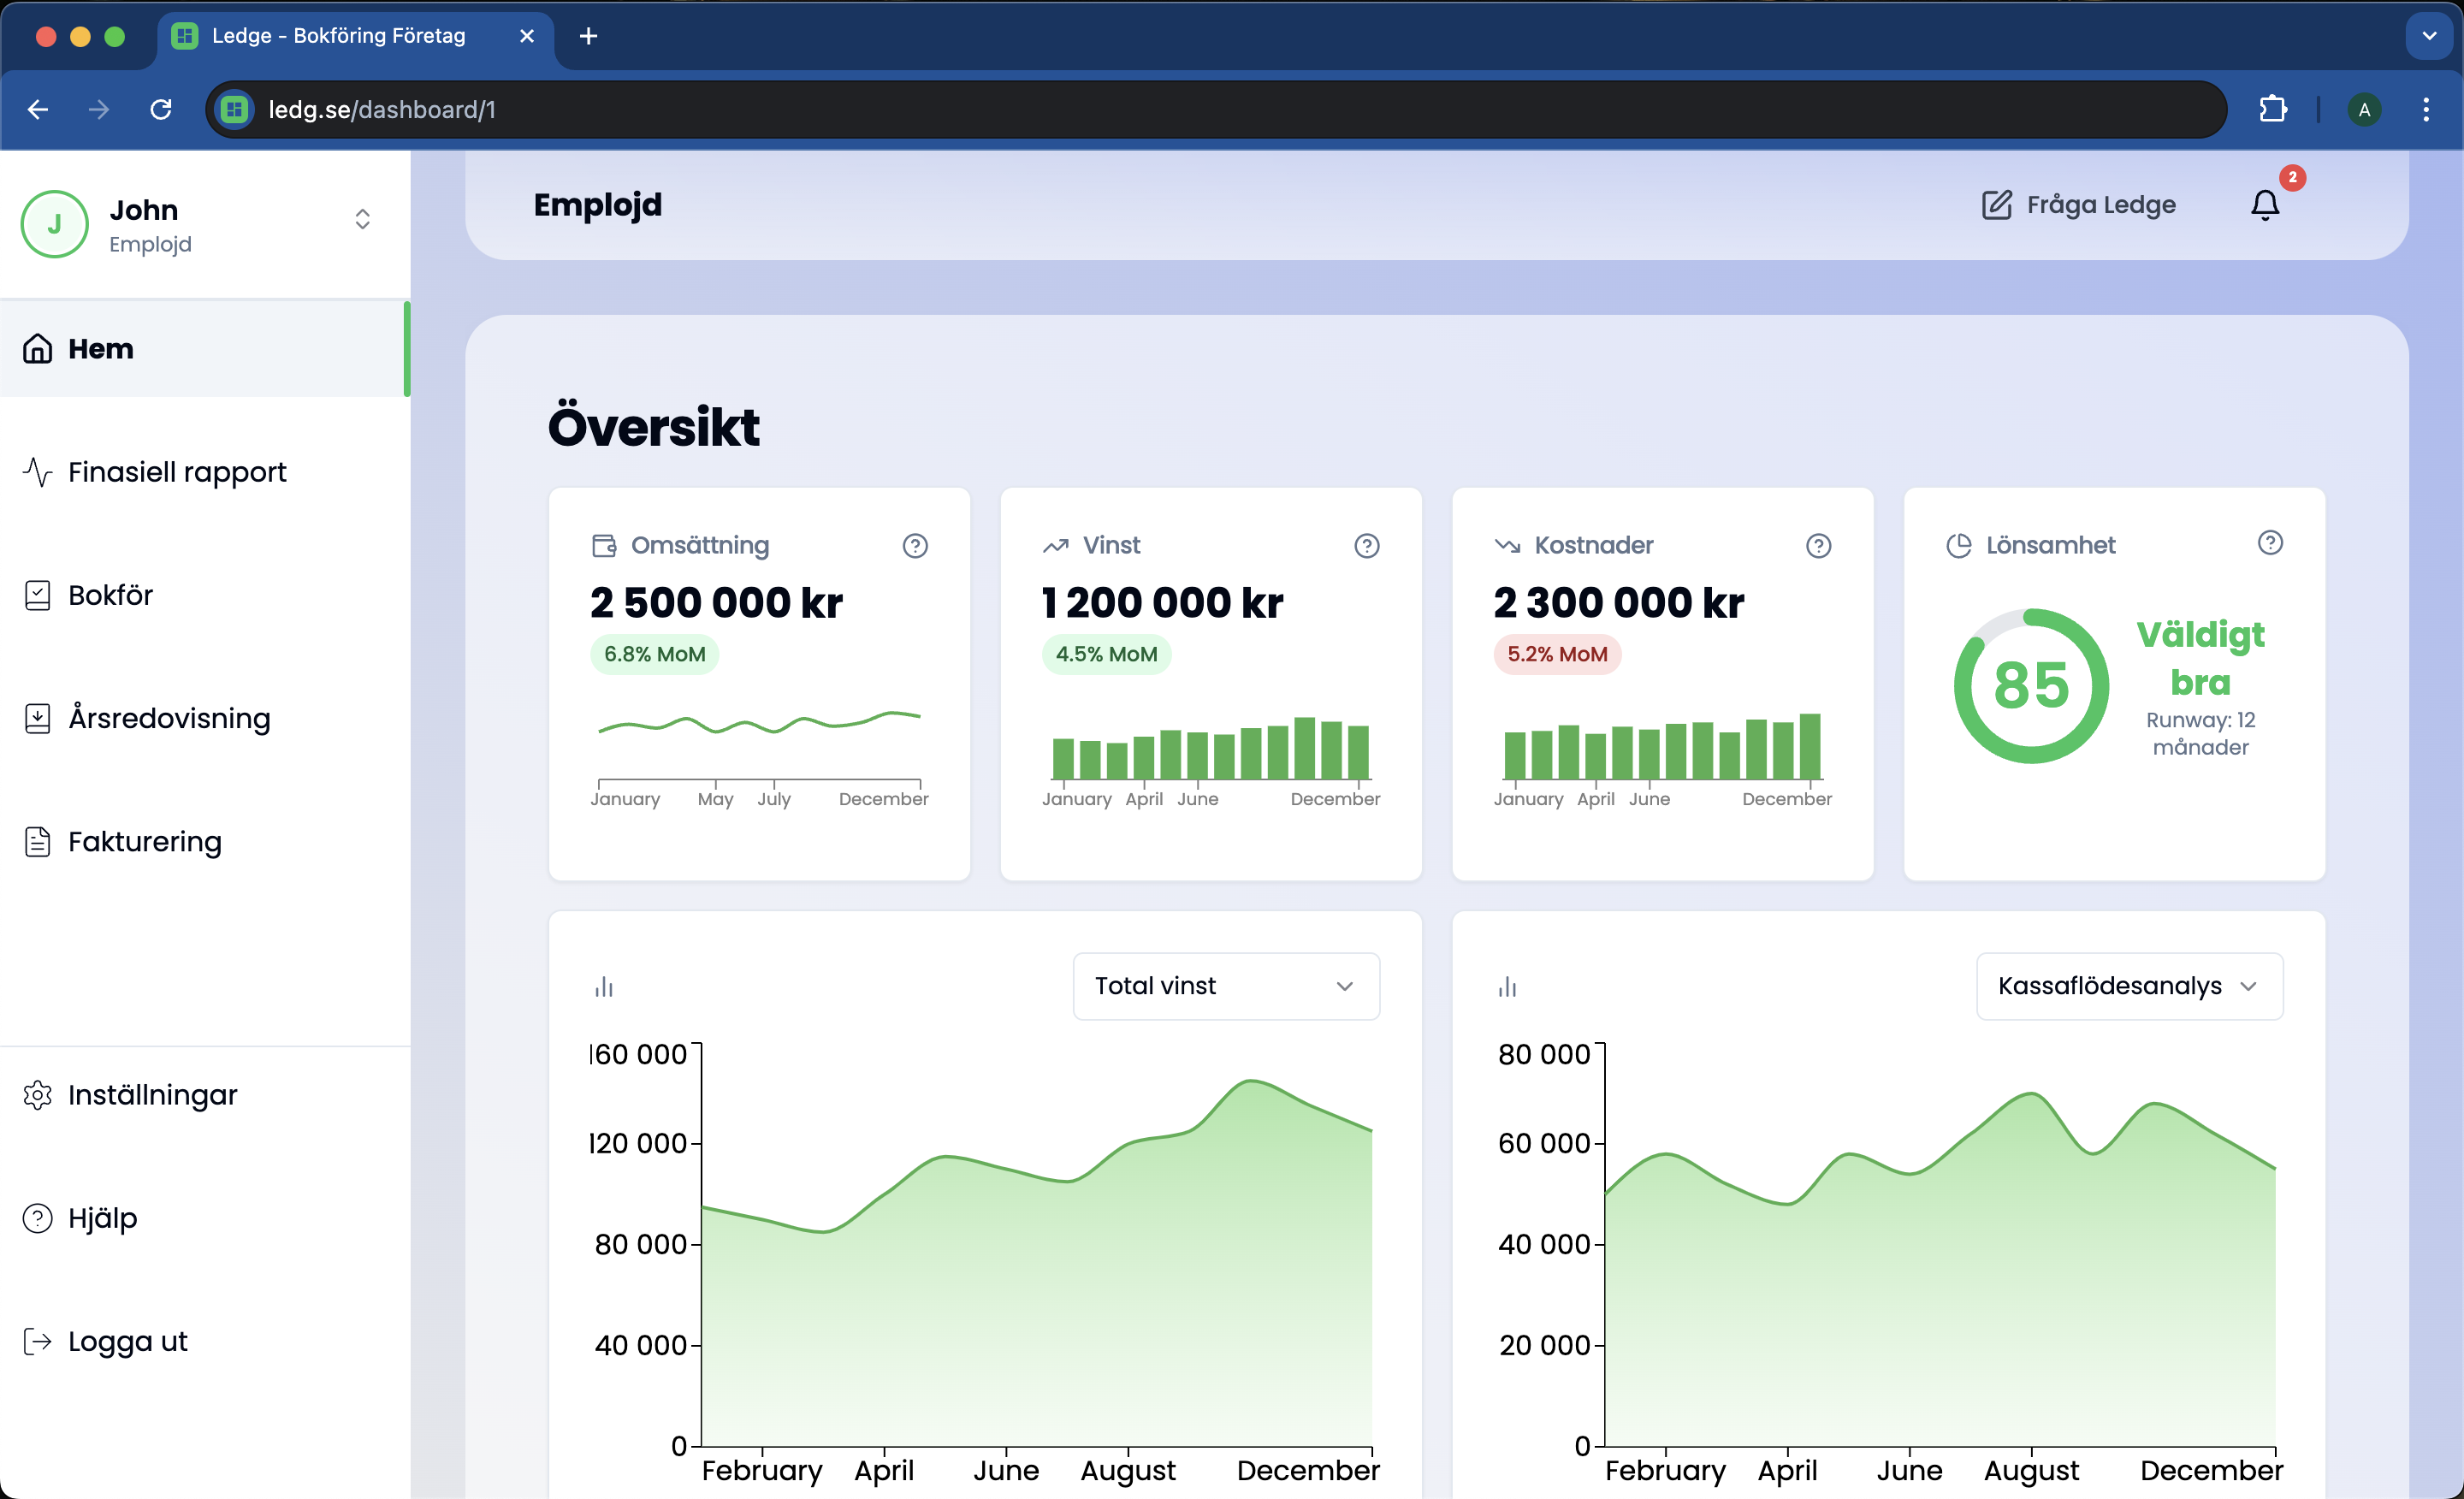 Ledge - Bokföring Företag
ledg.se/dashboard/1
A
J
John
Emplojd
Hem
Finasiell rapport
Bokför
Årsredovisning
Fakturering
Inställningar
Hjälp
Logga ut
Emplojd
Fråga Ledge
2
Översikt
Omsättning
2 500 000 kr
6.8% MoM
January May July December
Vinst
1 200 000 kr
4.5% MoM
January April June December
Kostnader
2 300 000 kr
5.2% MoM
January April June December
Lönsamhet
85
Väldigt
bra
Runway: 12
månader
Total vinst
160 000
120 000
80 000
40 000
0
February April June August December
Kassaflödesanalys
80 000
60 000
40 000
20 000
0
February April June August December